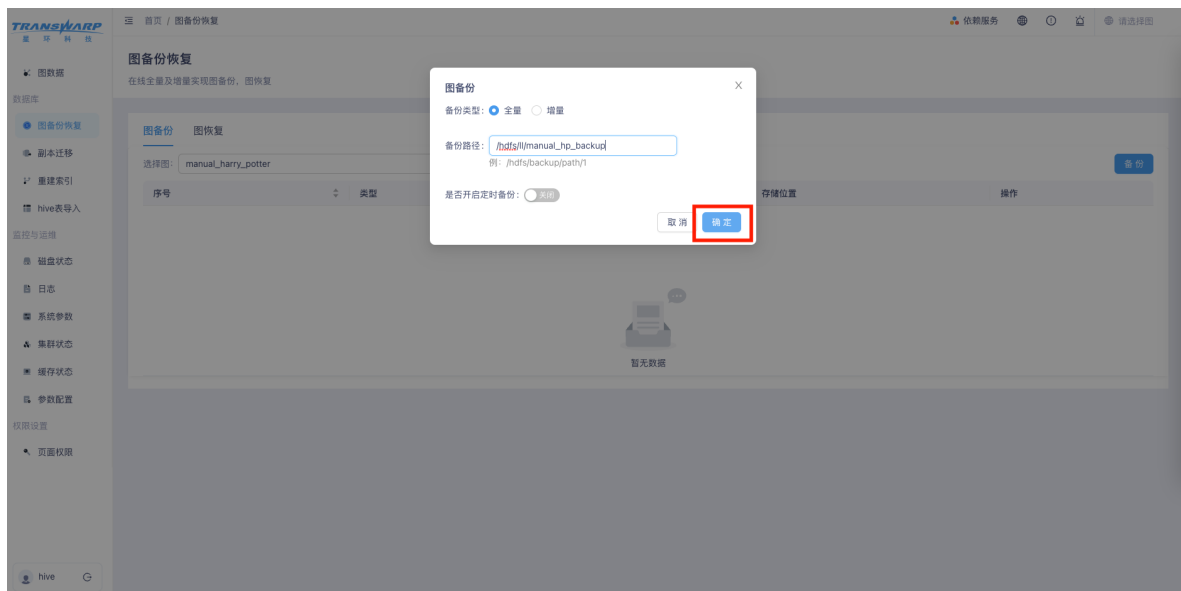 TRANSWARP
星 环 科 技
首页 / 图备份恢复
依赖服务
请选择图
图备份恢复
在线全量及增量实现图备份、图恢复
图数据
数据库
图备份恢复
副本迁移
重建索引
hive表导入
监控与运维
磁盘状态
日志
系统参数
集群状态
缓存状态
参数配置
权限设置
页面权限
hive
图备份
图恢复
选择图: manual_harry_potter
备 份
序号
类型
存储位置
操作
暂无数据
图备份
X
备份类型: 全量 增量
备份路径: /hdfs/ll/manual_hp_backup
例: /hdfs/backup/path/1
是否开启定时备份: 关闭
取 消
确 定